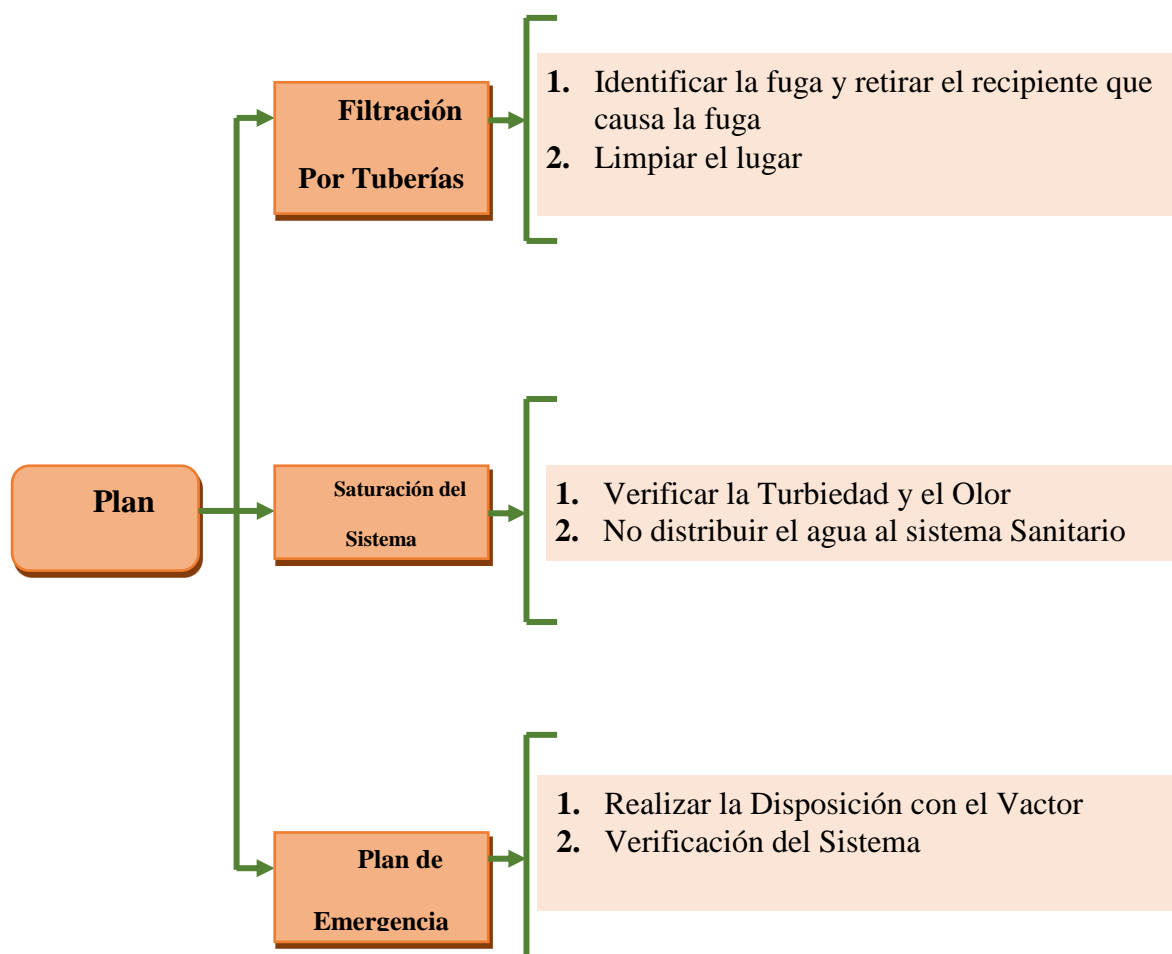 Filtración
Por Tuberías
1. Identificar la fuga y retirar el recipiente que
causa la fuga
2. Limpiar el lugar
Plan
Saturación del
Sistema
1. Verificar la Turbiedad y el Olor
2. No distribuir el agua al sistema Sanitario
Plan de
Emergencia
1. Realizar la Disposición con el Vactor
2. Verificación del Sistema